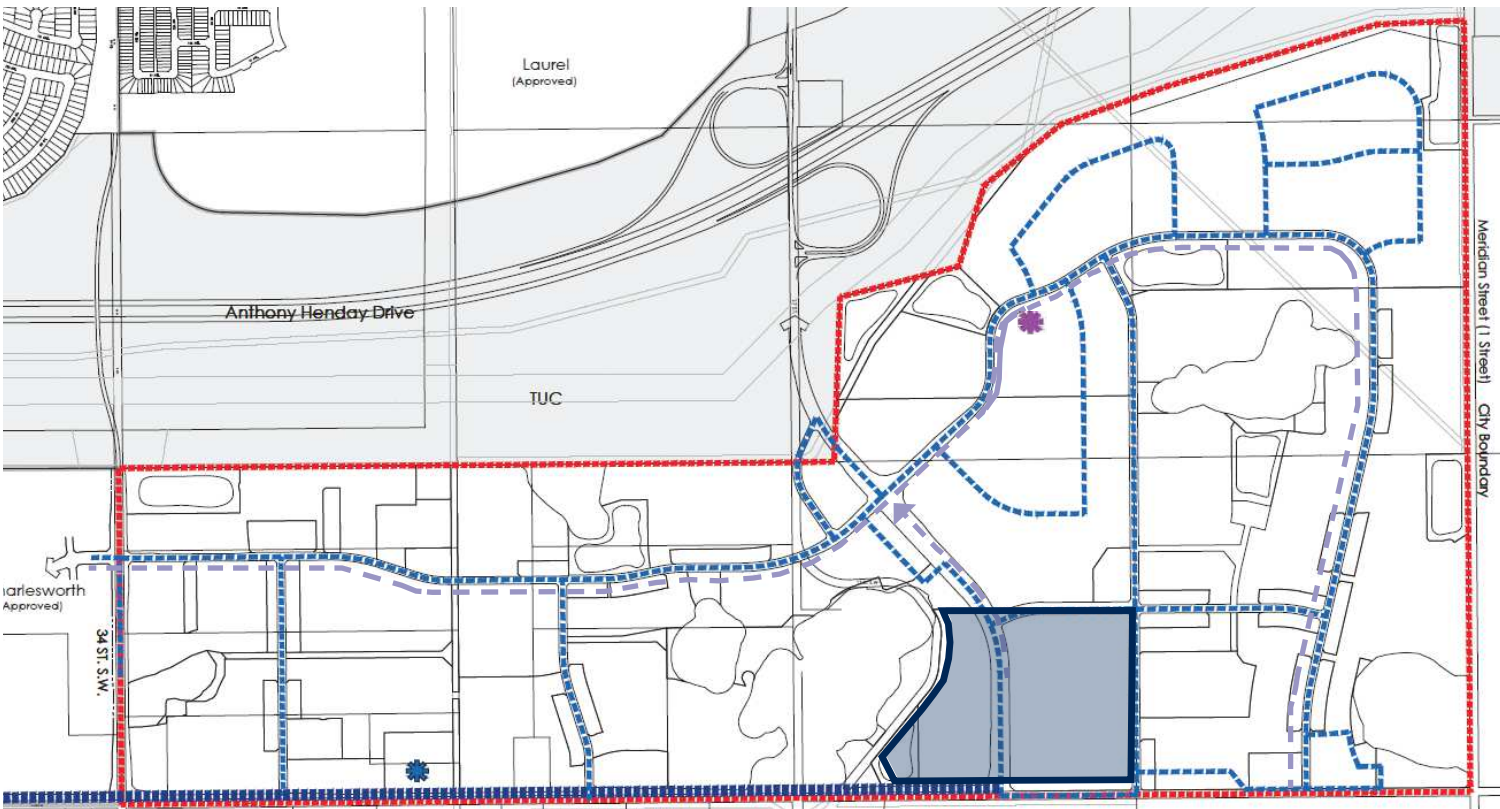 Laurel
(Approved)
Anthony Henday Drive
TUC
Meridian Street (1 Street) City Boundary
harlesworth
Approved)
34 ST. S.W.